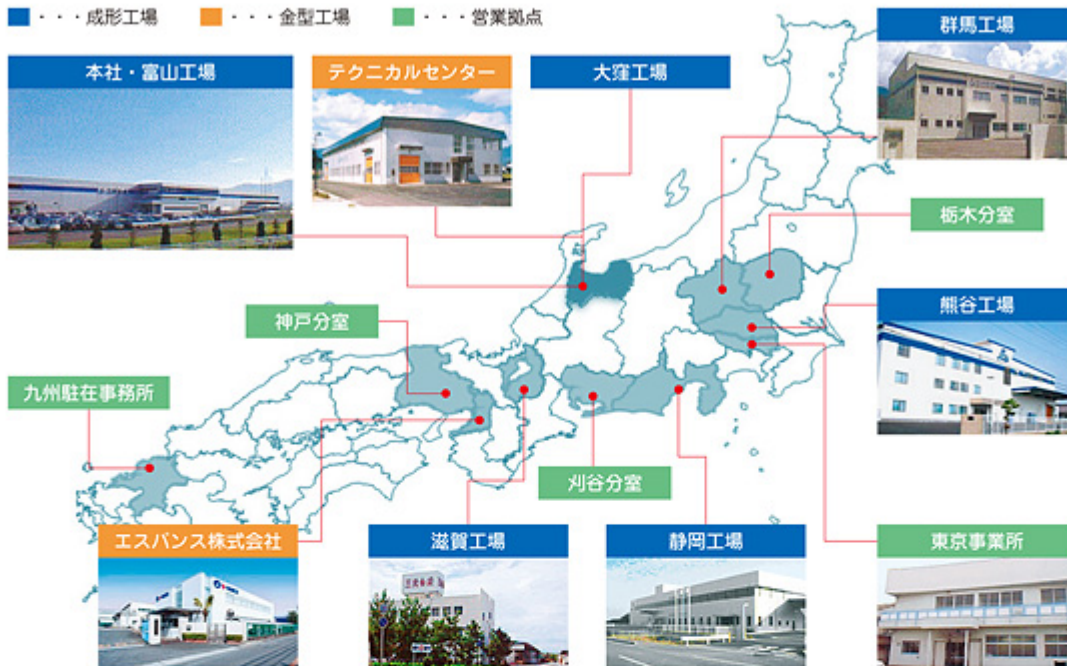 ・・・成形工場 ・・・金型工場 ・・・営業拠点
本社・富山工場
テクニカルセンター
大窪工場
群馬工場
栃木分室
神戸分室
熊谷工場
九州駐在事務所
刈谷分室
エスバンス株式会社
滋賀工場
静岡工場
東京事業所